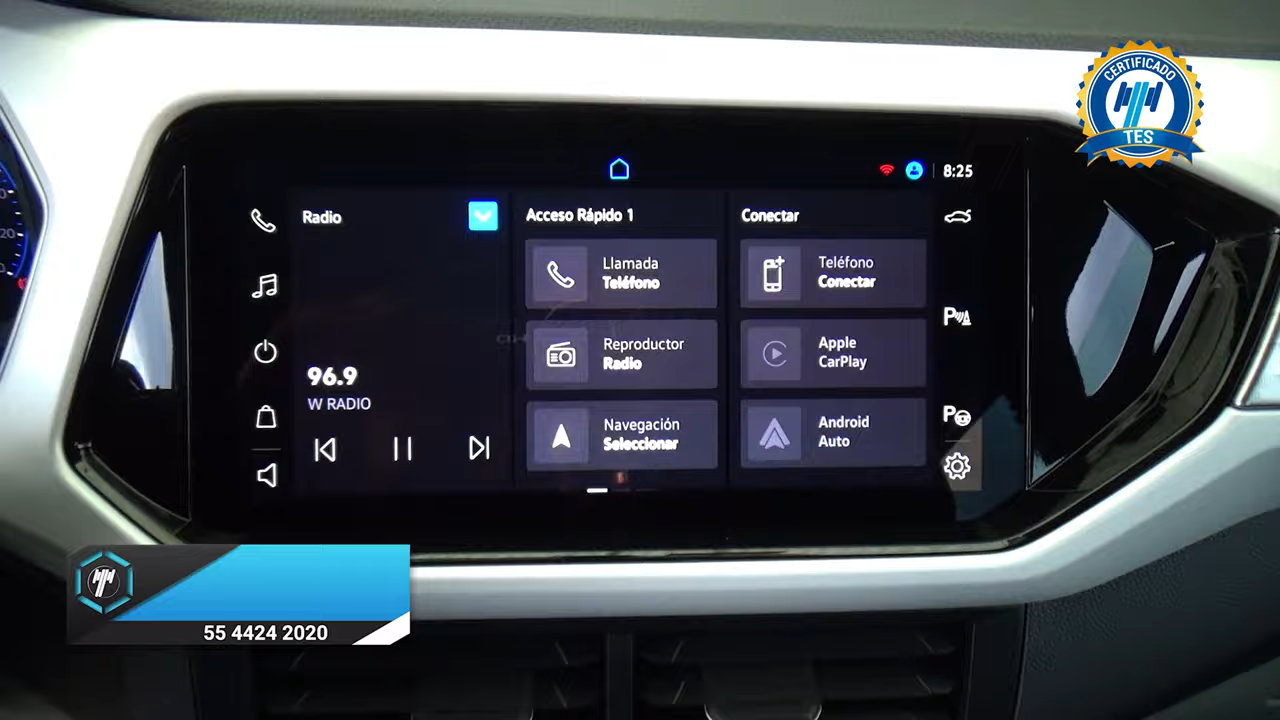 CERTIFICADO
TES
8:25
Radio
96.9
W RADIO
Acceso Rápido 1
Llamada
Teléfono
Reproductor
Radio
Navegación
Seleccionar
Conectar
Teléfono
Conectar
Apple
CarPlay
Android
Auto
P
P
20
55 4424 2020